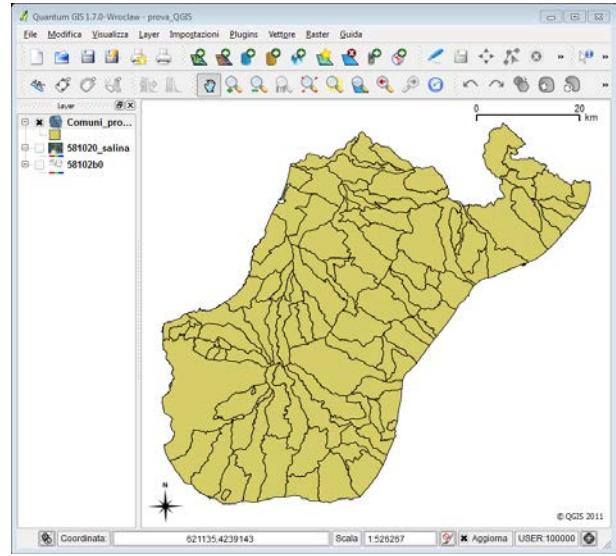 Quantum GIS 1.7.0-Wroclaw - prova_QGIS
File Modifica Visualizza Layer Impostazioni Plugins Vettore Raster Guida
Layer
0 20
km
Comuni_pro...
581020_salina
58102b0
N
© QGIS 2011
Coordinata: 621135,4239143 Scala 1:526267 Aggiorna USER:100000